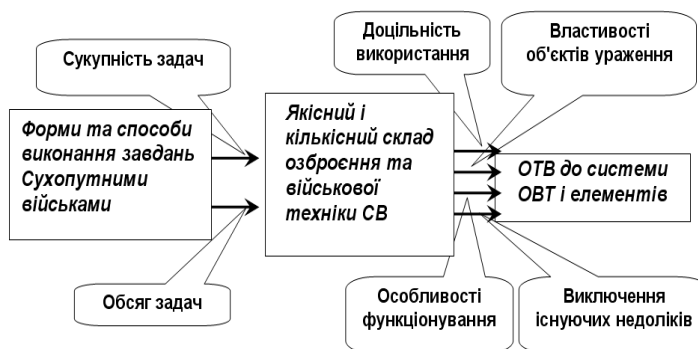 Сукупність задач
Доцільність
використання
Властивості
об'єктів ураження
Форми та способи
виконання завдань
Сухопутними
військами
Якісний і
кількісний склад
озброєння та
військової
техніки СВ
ОТВ до системи
ОВТ і елементів
Обсяг задач
Особливості
функціонування
Виключення
існуючих недоліків